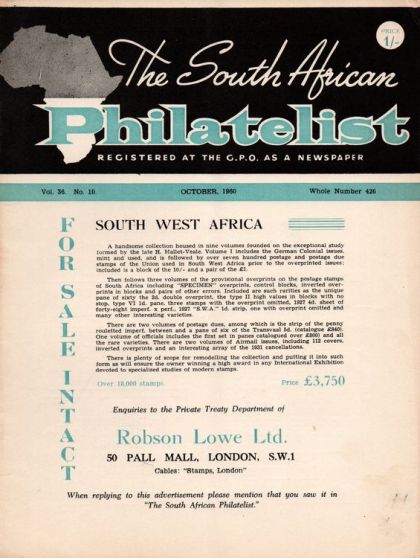 PRICE
1/-
The South African
Philatelist
REGISTERED AT THE G.P.O. AS A NEWSPAPER
Vol. 36. No. 10.
OCTOBER, 1960
Whole Number 426
FOR SALE INTACT
SOUTH WEST AFRICA
A handsome collection housed in nine volumes founded on the exceptional study
formed by the late H. Hallet-Veale. Volume I includes the German Colonial issues,
mint and used, and is followed by over seven hundred postage and postage due
stamps of the Union used in South West Africa prior to the overprinted issues;
included is a block of the 10/- and a pair of the £1.
Then follows three volumes of the provisional overprints on the postage stamps
of South Africa including "SPECIMEN" overprints, control blocks, inverted over-
prints in blocks and pairs of other errors. Included are such rarities as the unique
pane of sixty the 3d. double overprint, the type II high values in blocks with no
stop, type VI 1d. pane, three stamps with the overprint omitted, 1927 4d. sheet of
forty-eight imperf. x perf., 1927 "S.W.A." 1d. strip, one with overprint omitted and
many other interesting varieties.
There are two volumes of postage dues, among which is the strip of the penny
rouletted imperf. between and a pane of six of the Transvaal 5d. (catalogue £240).
One volume of officials includes the first set in panes (catalogued over £800) and all
the rare varieties. There are two volumes of Airmail issues, including 112 covers,
inverted overprints and an interesting array of the 1931 cancellations.
There is plenty of scope for remodelling the collection and putting it into such
form as will ensure the owner winning a high award in any International Exhibition
devoted to specialised studies of modern stamps.
Over 18,000 stamps.
Price £3,750
Enquiries to the Private Treaty Department of
Robson Lowe Ltd.
50 PALL MALL, LONDON, S.W.1
Cables: "Stamps, London"
When replying to this advertisement please mention that you saw it in
"The South African Philatelist."